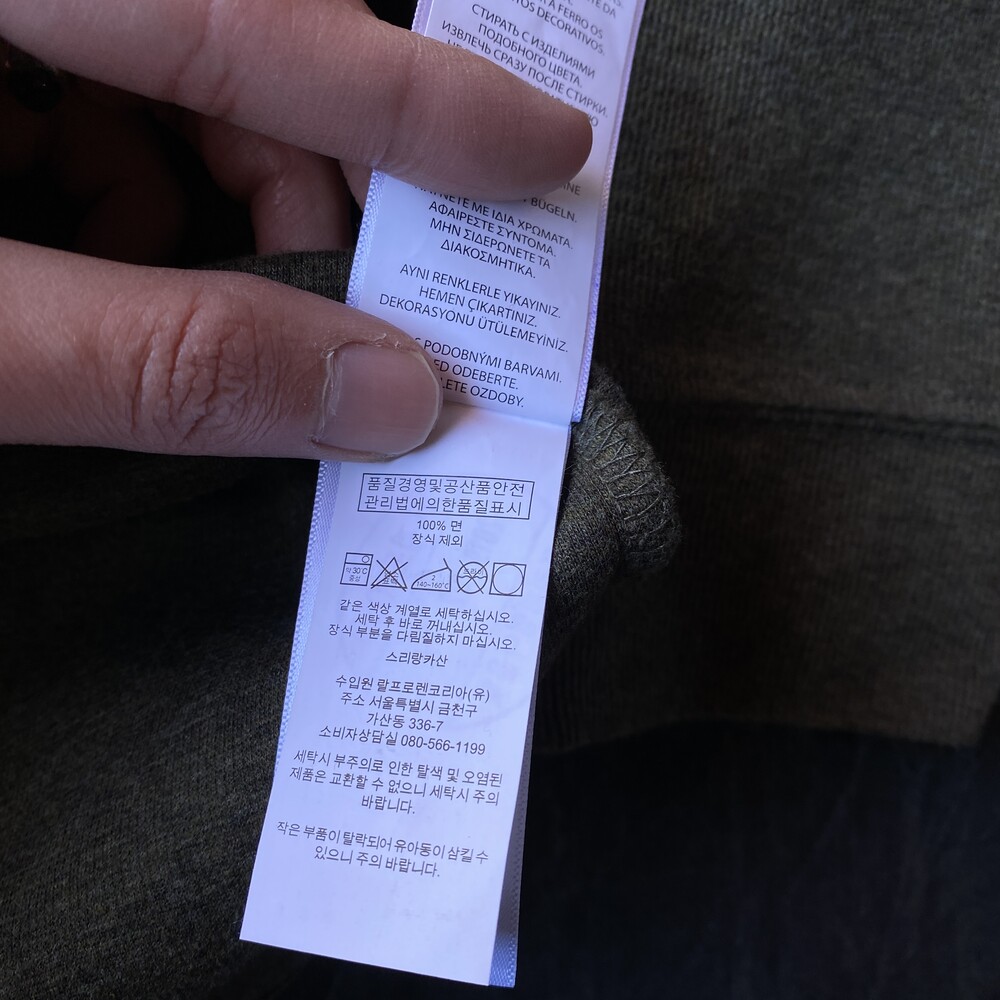 A FERRO OS
DECORATIVOS.
СТИРАТЬ С ИЗДЕЛИЯМИ
ПОДОБНОГО ЦВЕТА.
ИЗВЛЕЧЬ СРАЗУ ПОСЛЕ СТИРКИ.
BÜGELN.
ΜΕ ΙΔΙΑ ΧΡΩΜΑΤΑ.
ΑΦΑΙΡΕΣΤΕ ΣΥΝΤΟΜΑ.
ΜΗΝ ΣΙΔΕΡΩΝΕΤΕ ΤΑ
ΔΙΑΚΟΣΜΗΤΙΚΑ.
AYNI RENKLERLE YIKAYINIZ.
HEMEN ÇIKARTINIZ.
DEKORASYONU ÜTÜLEMEYİNİZ.
PODOBNÝMI BARVAMI.
ODEBERTE.
OZDOBY.
품질경영및공산품안전
관리법에의한품질표시
100% 면
장식 제외
약 30°C
중성
2
140~160°C
같은 색상 계열로 세탁하십시오.
세탁 후 바로 꺼내십시오.
장식 부분을 다림질하지 마십시오.
스리랑카산
수입원 랄프로렌코리아(유)
주소 서울특별시 금천구
가산동 336-7
소비자상담실 080-566-1199
세탁시 부주의로 인한 탈색 및 오염된
제품은 교환할 수 없으니 세탁시 주의
바랍니다.
작은 부품이 탈락되어 유아동이 삼킬 수
있으니 주의 바랍니다.